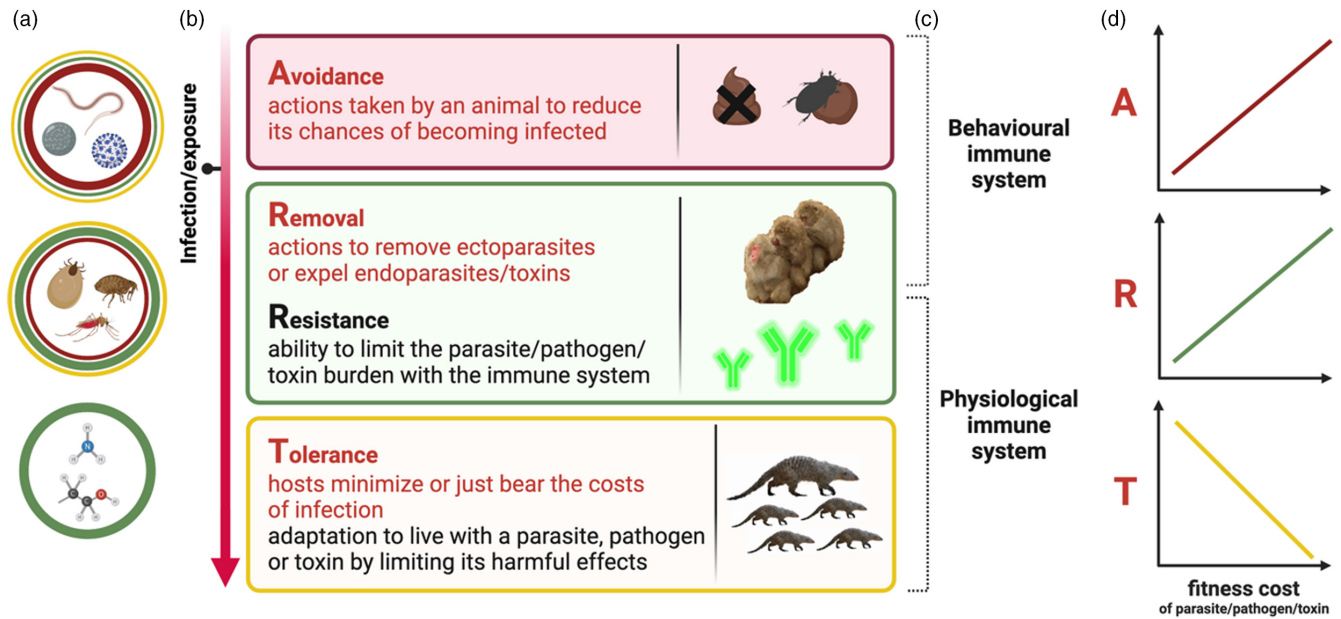 (a)
(b)
(c)
(d)
Infection/exposure
Avoidance
actions taken by an animal to reduce
its chances of becoming infected
Removal
actions to remove ectoparasites
or expel endoparasites/toxins
Resistance
ability to limit the parasite/pathogen/
toxin burden with the immune system
Tolerance
hosts minimize or just bear the costs
of infection
adaptation to live with a parasite, pathogen
or toxin by limiting its harmful effects
Behavioural
immune
system
Physiological
immune
system
A
R
T
fitness cost
of parasite/pathogen/toxin
H
N
H
H
H
H
C
H
C
O
H
H
H